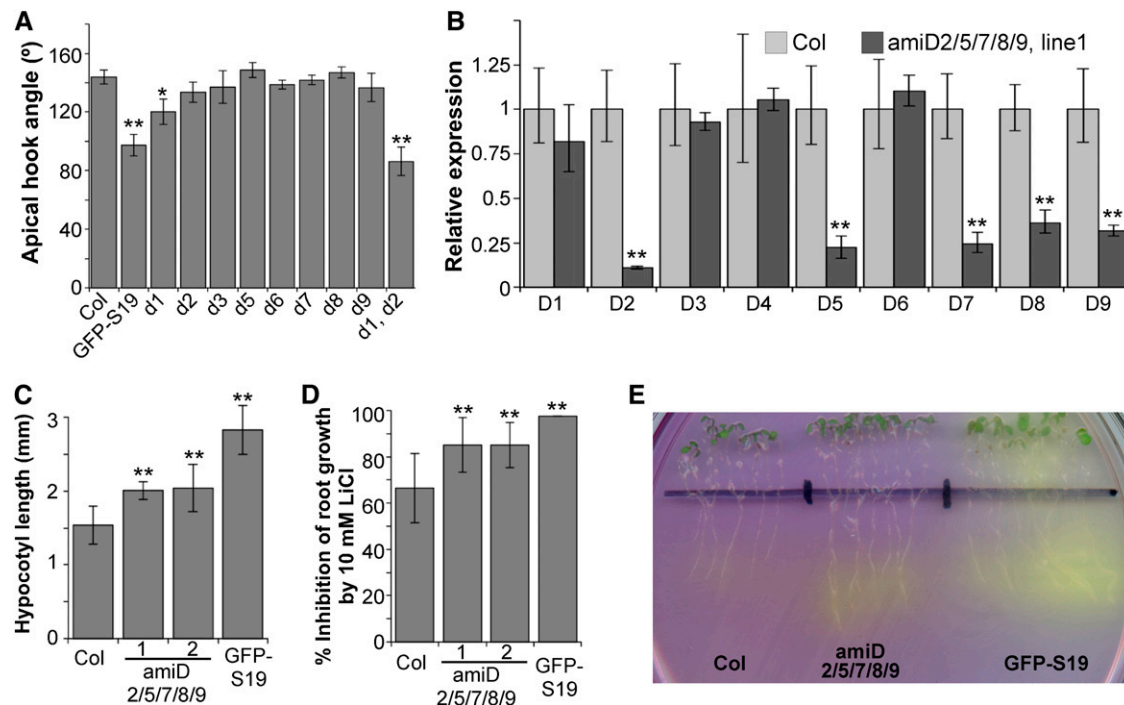 A
Apical hook angle (º)
160
120
80
40
0
**
*
**
Col
GFP-S19
d1
d2
d3
d5
d6
d7
d8
d9
d1, d2
B
Relative expression
Col
amiD2/5/7/8/9, line1
1.25
1
0.75
0.5
0.25
0
**
**
**
**
**
D1
D2
D3
D4
D5
D6
D7
D8
D9
C
Hypocotyl length (mm)
3
2
1
0
**
**
**
Col
1
2
amiD
2/5/7/8/9
GFP-
S19
D
% Inhibition of root growth
by 10 mM LiCl
100
80
60
40
20
0
**
**
**
Col
1
2
amiD
2/5/7/8/9
GFP-
S19
E
Col
amiD
2/5/7/8/9
GFP-S19